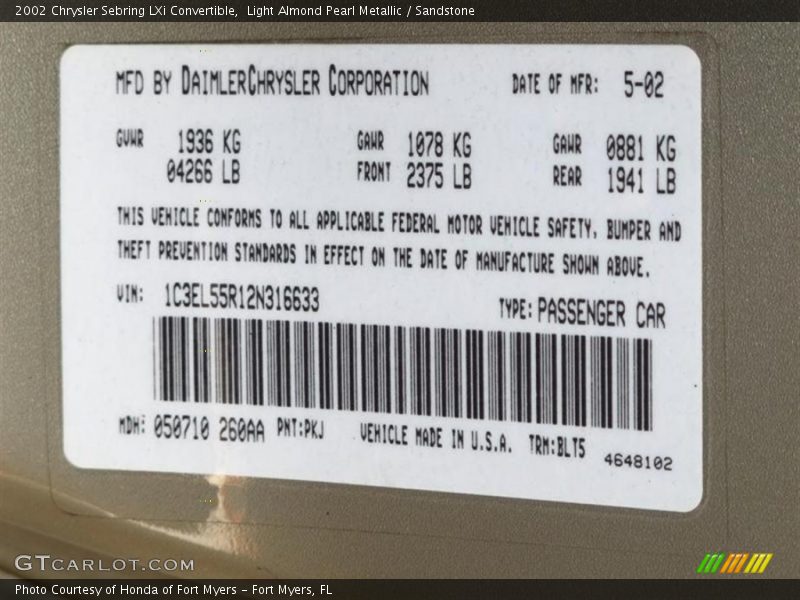 2002 Chrysler Sebring LXi Convertible,  Light Almond Pearl Metallic / Sandstone
MFD BY DAIMLERCHRYSLER CORPORATION DATE OF MFR: 5-02
GVWR 1936 KG GAWR 1078 KG GAWR 0881 KG
04266 LB FRONT 2375 LB REAR 1941 LB
THIS VEHICLE CONFORMS TO ALL APPLICABLE FEDERAL MOTOR VEHICLE SAFETY, BUMPER AND
THEFT PREVENTION STANDARDS IN EFFECT ON THE DATE OF MANUFACTURE SHOWN ABOVE.
VIN: 1C3EL55R12N316633 TYPE: PASSENGER CAR
MDH: 050710 260AA PNT:PKJ VEHICLE MADE IN U.S.A. TRM:BLT5
4648102
GTCARLOT.COM
Photo Courtesy of Honda of Fort Myers – Fort Myers, FL